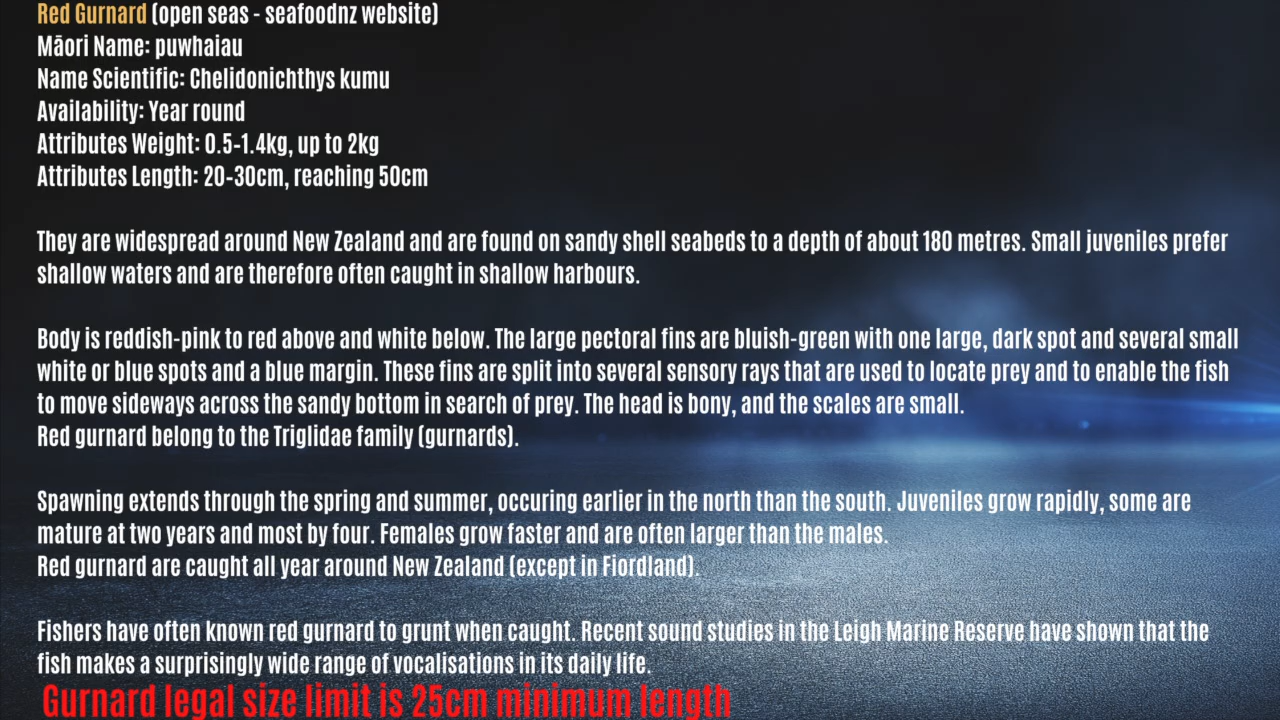 Red Gurnard (open seas - seafoodnz website)
Māori Name: puwhaiau
Name Scientific: Chelidonichthys kumu
Availability: Year round
Attributes Weight: 0.5-1.4kg, up to 2kg
Attributes Length: 20-30cm, reaching 50cm
They are widespread around New Zealand and are found on sandy shell seabeds to a depth of about 180 metres. Small juveniles prefer
shallow waters and are therefore often caught in shallow harbours.
Body is reddish-pink to red above and white below. The large pectoral fins are bluish-green with one large, dark spot and several small
white or blue spots and a blue margin. These fins are split into several sensory rays that are used to locate prey and to enable the fish
to move sideways across the sandy bottom in search of prey. The head is bony, and the scales are small.
Red gurnard belong to the Triglidae family (gurnards).
Spawning extends through the spring and summer, occuring earlier in the north than the south. Juveniles grow rapidly, some are
mature at two years and most by four. Females grow faster and are often larger than the males.
Red gurnard are caught all year around New Zealand (except in Fiordland).
Fishers have often known red gurnard to grunt when caught. Recent sound studies in the Leigh Marine Reserve have shown that the
fish makes a surprisingly wide range of vocalisations in its daily life.
Gurnard legal size limit is 25cm minimum length